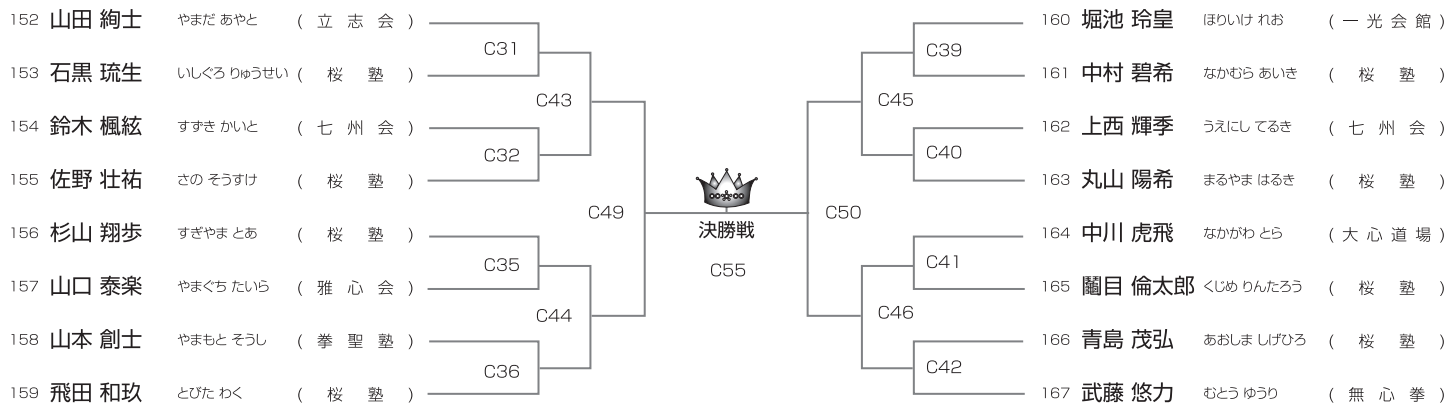 152 山田 絢士 やまだ あやと ( 立 志 会 )
C31
153 石黒 琉生 いしぐろ りゅうせい ( 桜 塾 )
C43
154 鈴木 楓絃 すずき かいと ( 七 州 会 )
C32
155 佐野 壮祐 さの そうすけ ( 桜 塾 )
C49
156 杉山 翔歩 すぎやま とあ ( 桜 塾 )
C35
157 山口 泰楽 やまぐち たいら ( 雅 心 会 )
C44
158 山本 創士 やまもと そうし ( 拳 聖 塾 )
C36
159 飛田 和玖 とびた わく ( 桜 塾 )
決勝戦
C55
160 堀池 玲皇 ほりいけ れお ( 一 光 会 館 )
C39
161 中村 碧希 なかむら あいき ( 桜 塾 )
C45
162 上西 輝季 うえにし てるき ( 七 州 会 )
C40
163 丸山 陽希 まるやま はるき ( 桜 塾 )
C50
164 中川 虎飛 なかがわ とら ( 大 心 道 場 )
C41
165 鬮目 倫太郎 くじめ りんたろう ( 桜 塾 )
C46
166 青島 茂弘 あおしま しげひろ ( 桜 塾 )
C42
167 武藤 悠力 むとう ゆうり ( 無 心 拳 )